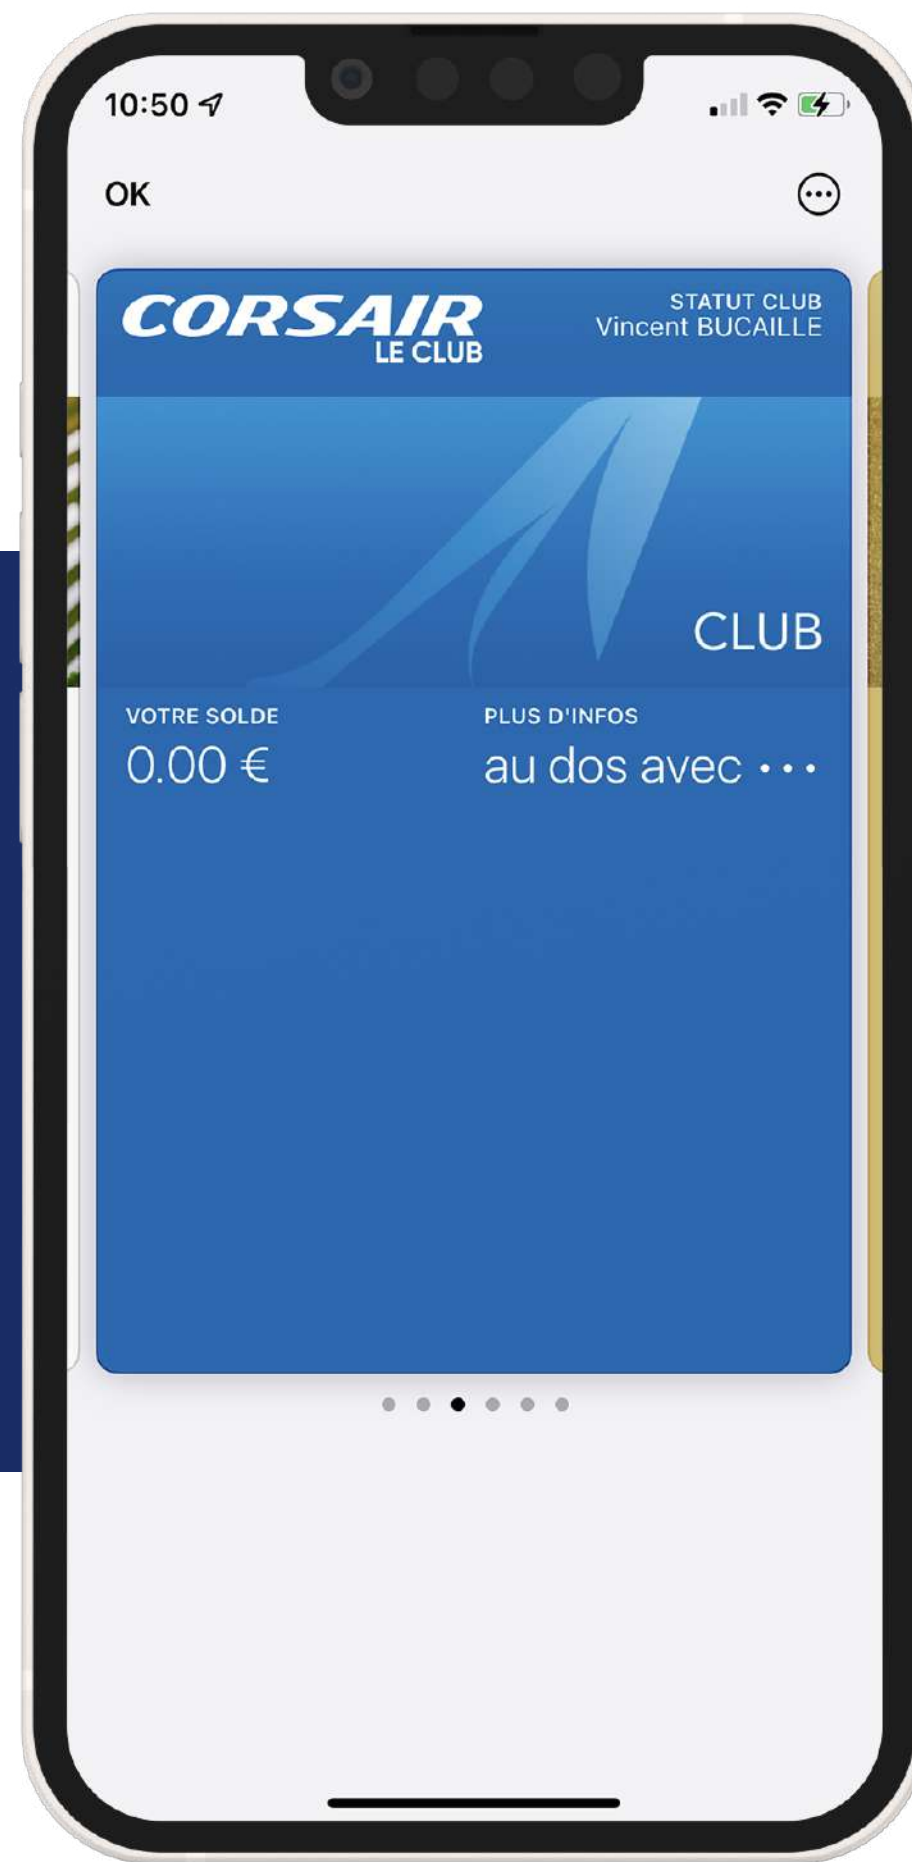 10:50
OK
CORSAIR
LE CLUB
STATUT CLUB
Vincent BUCAILLE
CLUB
VOTRE SOLDE
0.00 €
PLUS D'INFOS
au dos avec •••